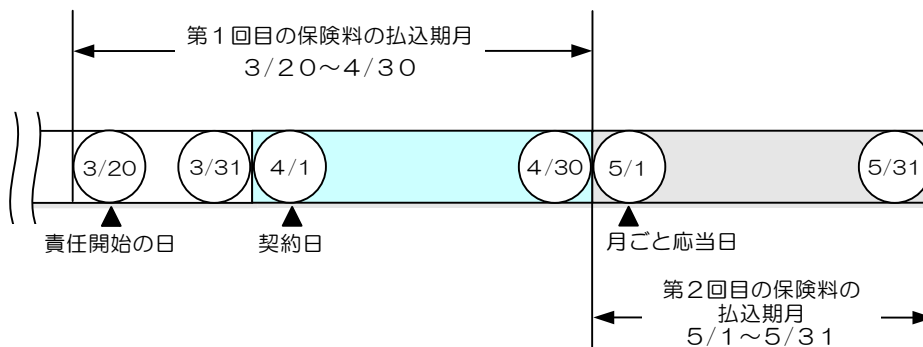 第１回目の保険料の払込期月
３/２０～４/３０
3/20
3/31
4/1
4/30
5/1
5/31
責任開始の日
契約日
月ごと応当日
第２回目の保険料の
払込期月
５/１～５/３１